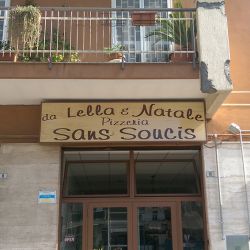 da Lella & Natale
Pizzeria
Sans Soucis